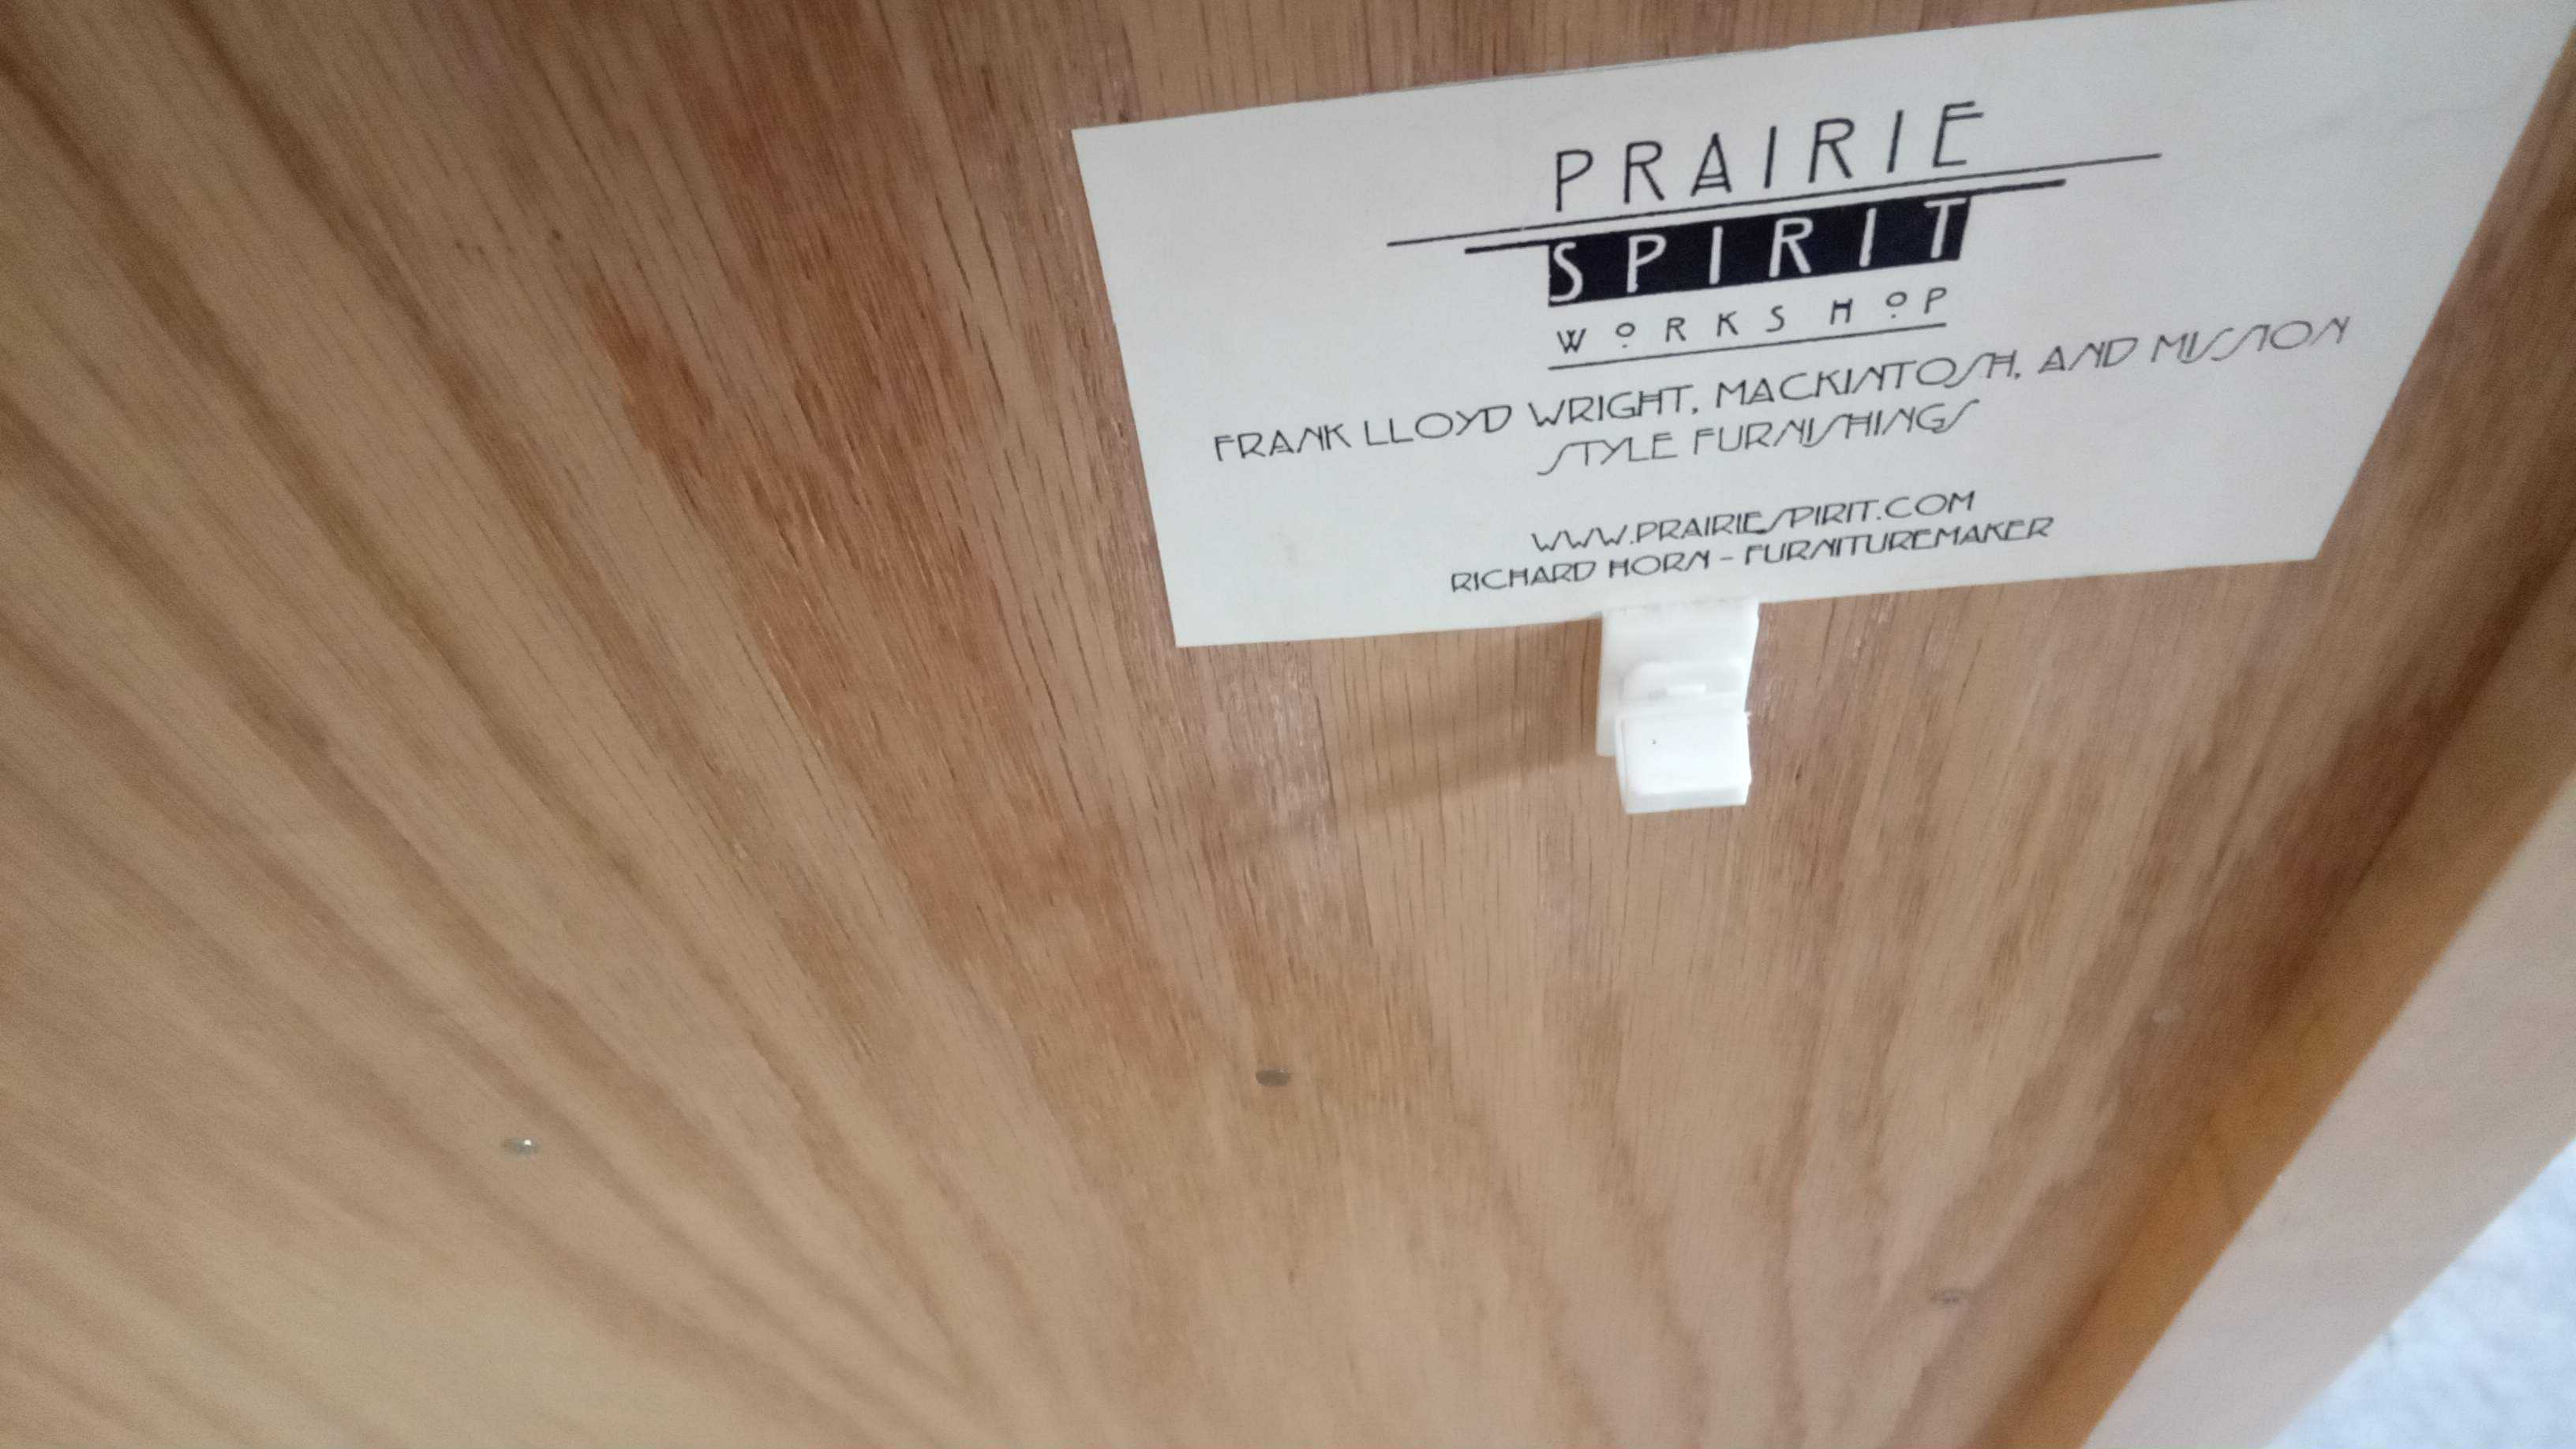 PRAIRIE
SPIRIT
WORKSHOP
FRANK LLOYD WRIGHT, MACKINTOSH, AND MISSION
STYLE FURNISHINGS
WWW.PRAIRIESPIRIT.COM
RICHARD HORN - FURNITUREMAKER